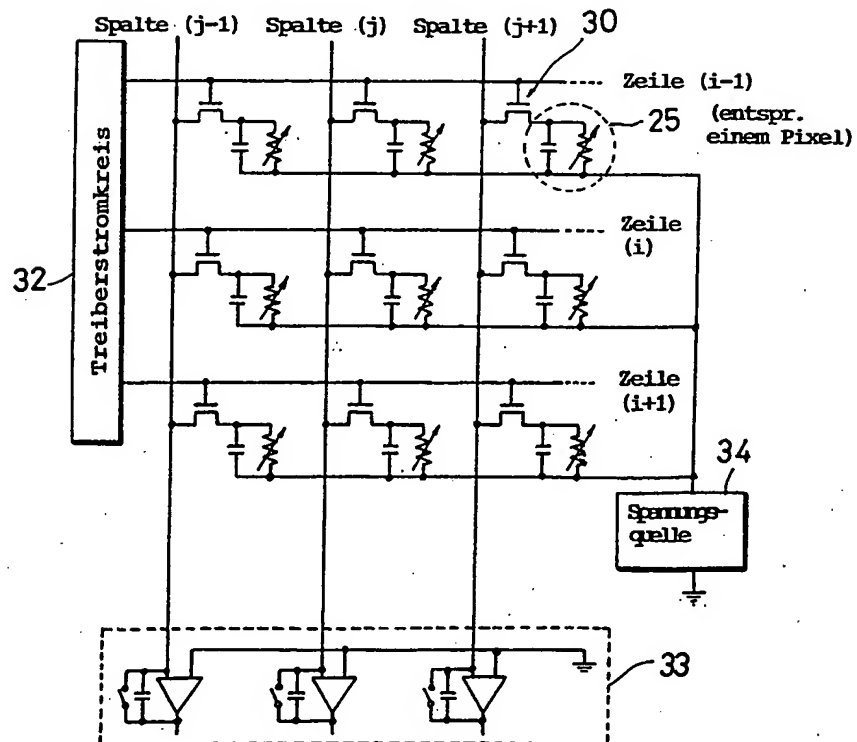 Spalte (j-1) Spalte (j) Spalte (j+1)
30
Zeile (i-1)
25
(entspr.
einem Pixel)
Treiberstromkreis
32
Zeile
(i)
Zeile
(i+1)
34
Spannungs-
quelle
33